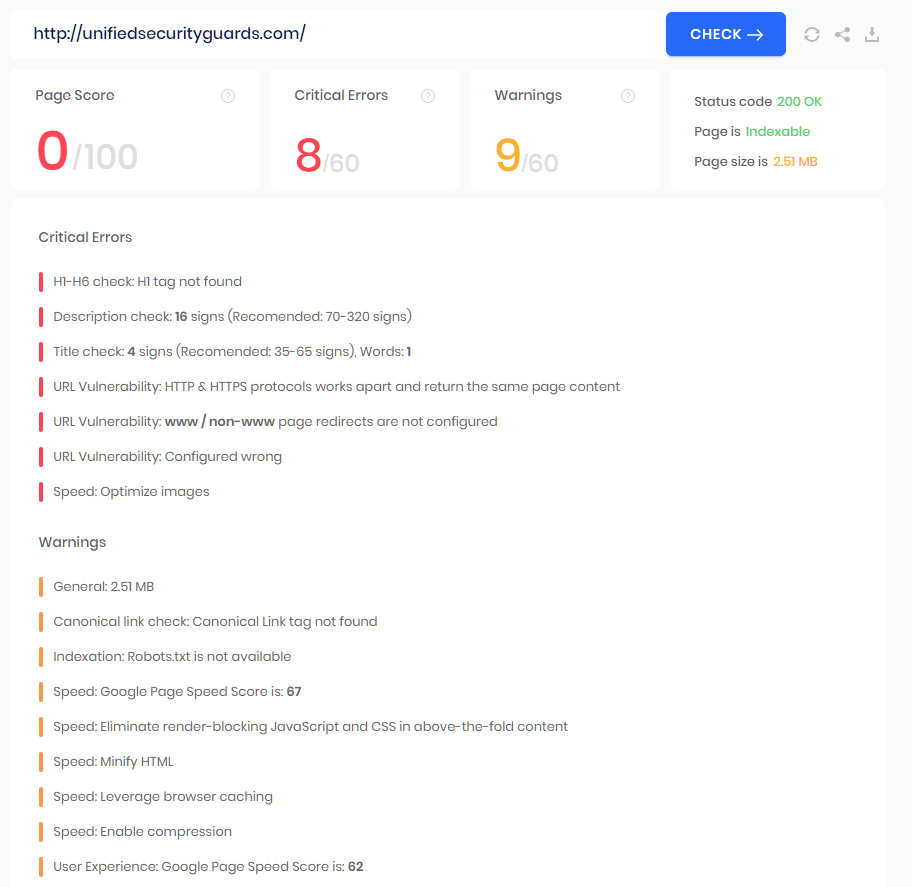 http://unifiedsecurityguards.com/
CHECK →
Page Score ?
Critical Errors ?
Warnings ?
0/100
8/60
9/60
Status code 200 OK
Page is Indexable
Page size is 2.51 MB
Critical Errors
H1-H6 check: H1 tag not found
Description check: 16 signs (Recomended: 70-320 signs)
Title check: 4 signs (Recomended: 35-65 signs), Words: 1
URL Vulnerability: HTTP & HTTPS protocols works apart and return the same page content
URL Vulnerability: www / non-www page redirects are not configured
URL Vulnerability: Configured wrong
Speed: Optimize images
Warnings
General: 2.51 MB
Canonical link check: Canonical Link tag not found
Indexation: Robots.txt is not available
Speed: Google Page Speed Score is: 67
Speed: Eliminate render-blocking JavaScript and CSS in above-the-fold content
Speed: Minify HTML
Speed: Leverage browser caching
Speed: Enable compression
User Experience: Google Page Speed Score is: 62